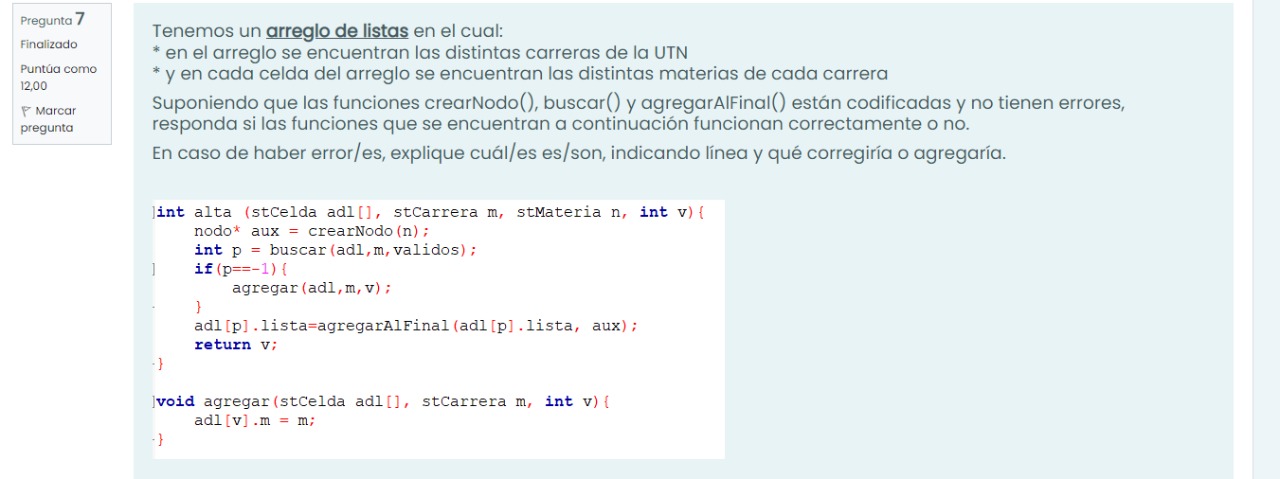 Pregunta 7
Finalizado
Puntúa como
12,00
Marcar
pregunta
Tenemos un arreglo de listas en el cual:
* en el arreglo se encuentran las distintas carreras de la UTN
* y en cada celda del arreglo se encuentran las distintas materias de cada carrera
Suponiendo que las funciones crearNodo(), buscar() y agregarAlFinal() están codificadas y no tienen errores,
responda si las funciones que se encuentran a continuación funcionan correctamente o no.
En caso de haber error/es, explique cuál/es es/son, indicando línea y qué corregiría o agregaría.
int alta (stCelda adl[], stCarrera m, stMateria n, int v){
nodo* aux = crearNodo(n);
int p = buscar(adl,m,validos);
if(p==-1){
agregar(adl,m,v);
}
adl[p].lista=agregarAlFinal(adl[p].lista, aux);
return v;
}
void agregar(stCelda adl[], stCarrera m, int v){
adl[v].m = m;
}